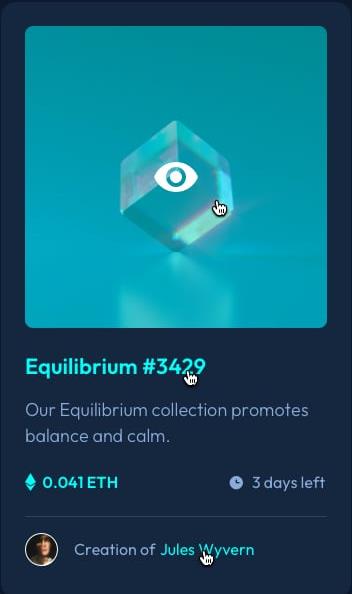 Equilibrium #3429
Our Equilibrium collection promotes
balance and calm.
0.041 ETH
3 days left
Creation of Jules Wyvern